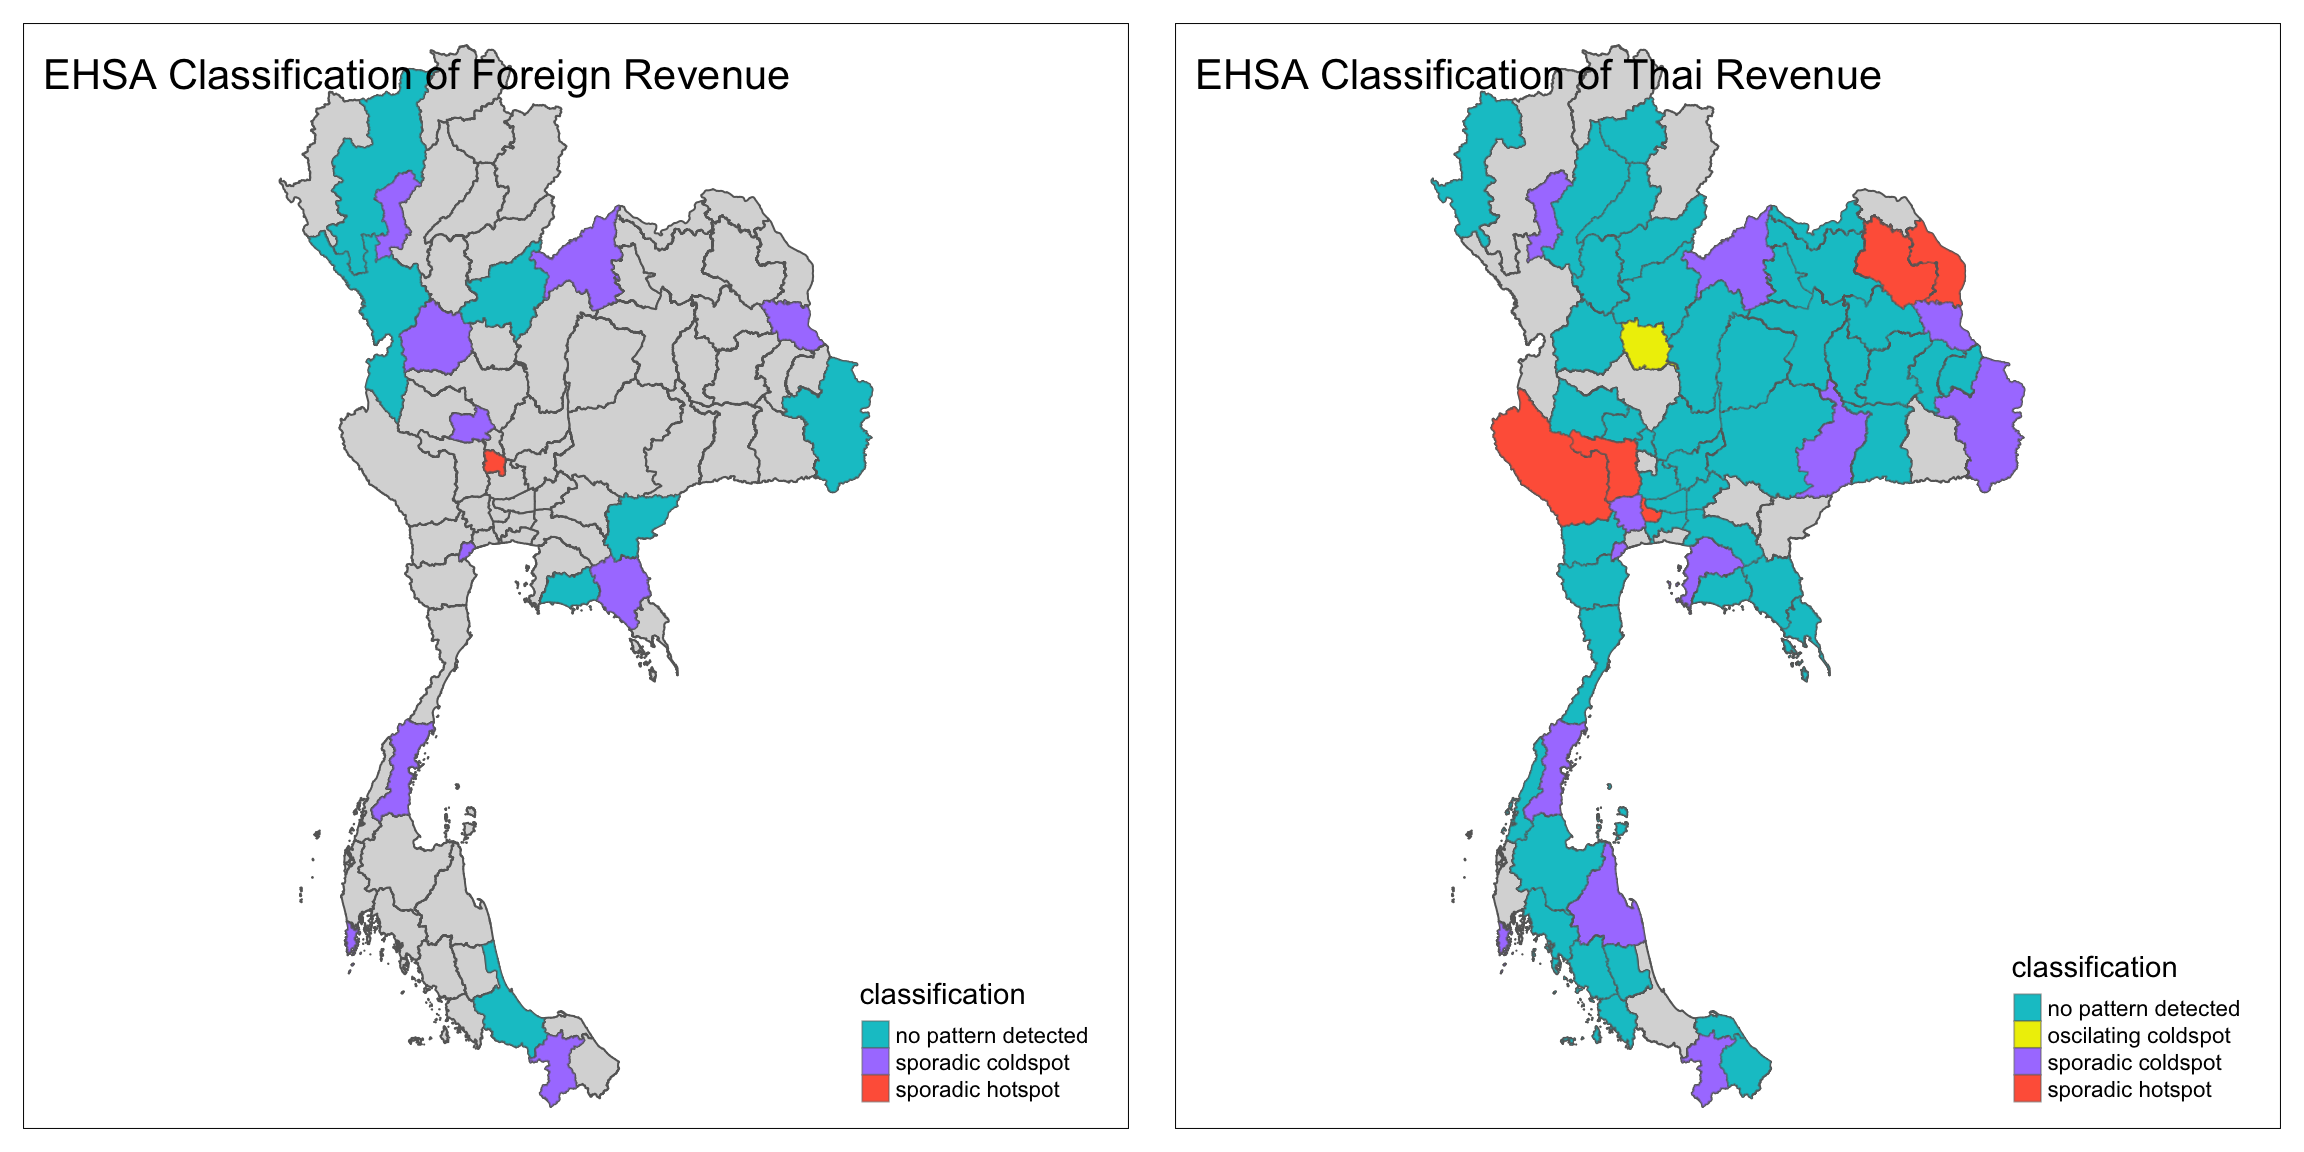 EHSA Classification of Foreign Revenue
classification
no pattern detected
sporadic coldspot
sporadic hotspot
EHSA Classification of Thai Revenue
classification
no pattern detected
oscilating coldspot
sporadic coldspot
sporadic hotspot